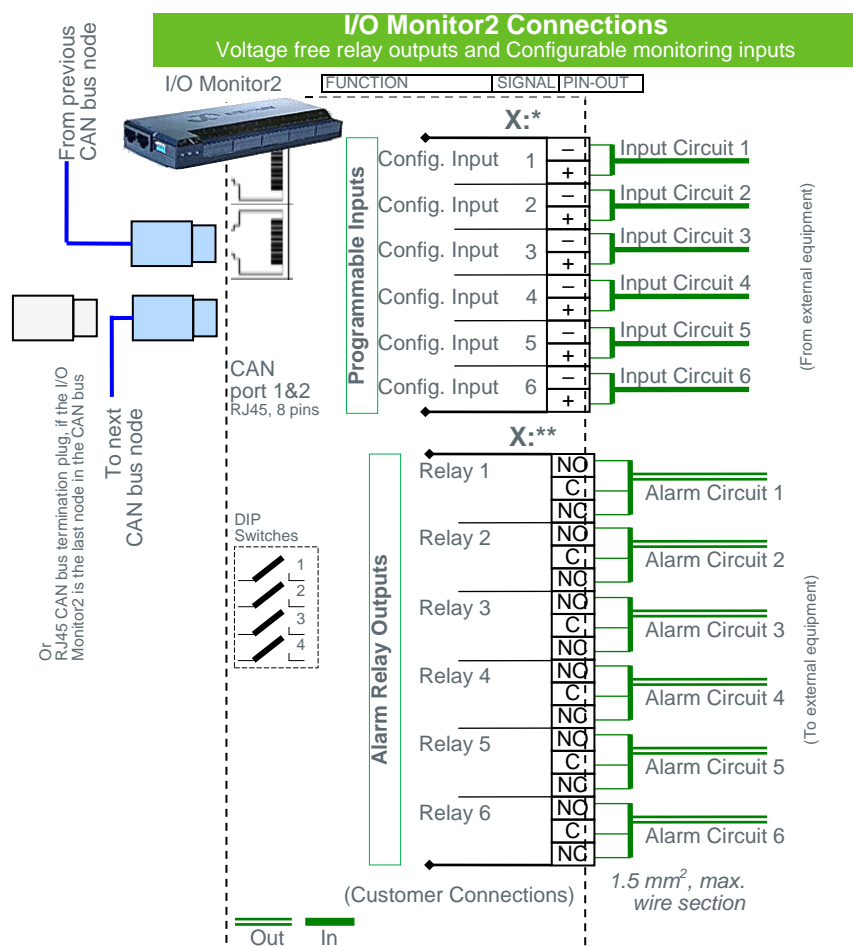 I/O Monitor2 Connections
Voltage free relay outputs and Configurable monitoring inputs
I/O Monitor2
FUNCTION
SIGNAL
PIN-OUT
From previous
CAN bus node
X:*
Programmable Inputs
Config. Input 1 – +
Input Circuit 1
Config. Input 2 – +
Input Circuit 2
Config. Input 3 – +
Input Circuit 3
Config. Input 4 – +
Input Circuit 4
Config. Input 5 – +
Input Circuit 5
Config. Input 6 – +
Input Circuit 6
(From external equipment)
CAN
port 1&2
RJ45, 8 pins
To next
CAN bus node
Or
RJ45 CAN bus termination plug, if the I/O
Monitor2 is the last node in the CAN bus
X:**
Alarm Relay Outputs
Relay 1
NO
C
NC
Alarm Circuit 1
Relay 2
NO
C
NC
Alarm Circuit 2
Relay 3
NO
C
NC
Alarm Circuit 3
Relay 4
NO
C
NC
Alarm Circuit 4
Relay 5
NO
C
NC
Alarm Circuit 5
Relay 6
NO
C
NC
Alarm Circuit 6
(To external equipment)
DIP
Switches
1
2
3
4
(Customer Connections)
1.5 mm², max.
wire section
Out
In